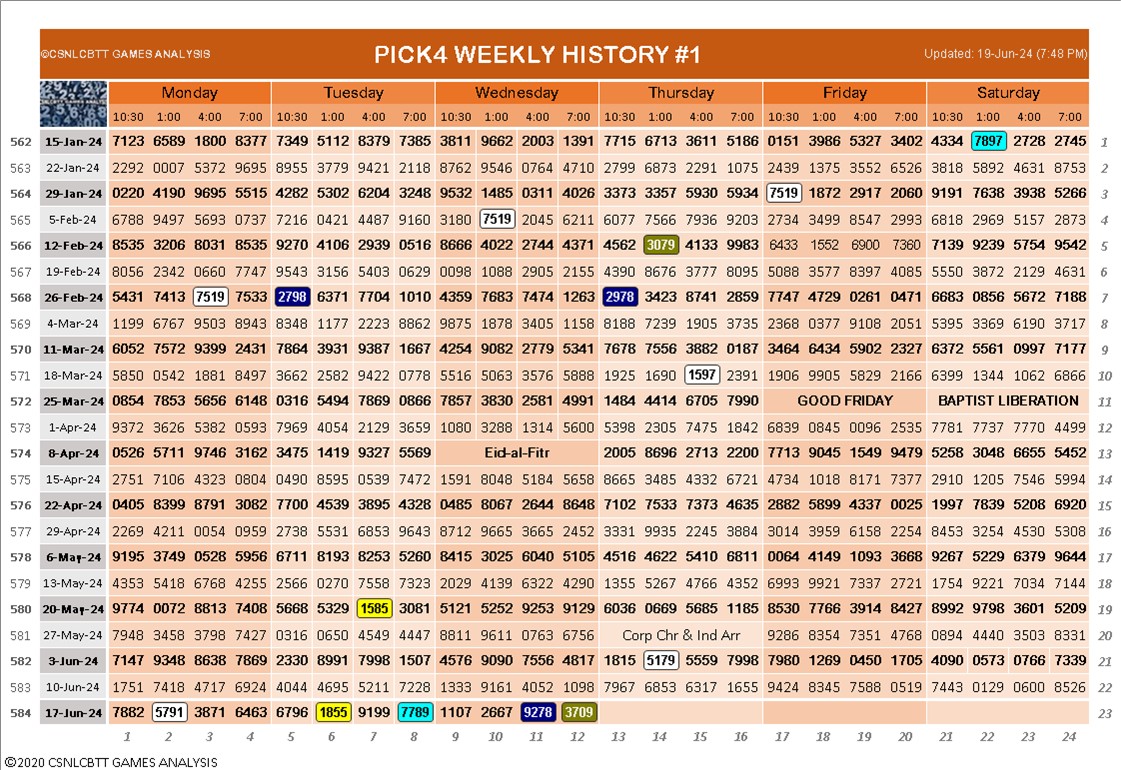 ©CSNLCBTT GAMES ANALYSIS PICK4 WEEKLY HISTORY #1 Updated: 19-Jun-24 (7:48 PM)
Monday Tuesday Wednesday Thursday Friday Saturday
10:30 1:00 4:00 7:00 10:30 1:00 4:00 7:00 10:30 1:00 4:00 12:00 10:30 1:00 4:00 7:00 10:30 1:00 4:00 7:00 10:30 1:00 4:00 7:00
562 15-Jan-24 7123 6589 1800 8377 7349 5112 8379 7385 3811 9662 2003 1391 7715 6713 3611 5186 0151 3986 5327 3402 4334 7897 2728 2745 1
563 22-Jan-24 2292 0007 5372 9695 8955 3779 9421 2118 8762 9546 0764 4710 2799 6873 2291 1075 2439 1375 3552 6526 3818 5892 4631 8753 2
564 29-Jan-24 0220 4190 9695 5515 4282 5302 6204 3248 9532 1485 0311 4026 3373 3357 5930 5934 7519 1872 2917 2060 9191 7638 3938 5266 3
565 5-Feb-24 6788 9497 5693 0737 7216 0421 4487 9160 3180 7519 2045 6211 6077 7566 7936 9203 2734 3499 8547 2993 6818 2969 5157 2873 4
566 12-Feb-24 8535 3206 8031 8535 9270 4106 2939 0516 8666 4022 2744 4371 4562 3079 4133 9983 6433 1552 6900 7360 7139 9239 5754 9542 5
567 19-Feb-24 8056 2342 0660 7747 9543 3156 5403 0629 0098 1088 2905 2155 4390 8676 3777 8095 5088 3577 8397 4085 5550 3872 2129 4631 6
568 26-Feb-24 5431 7413 7519 7533 2798 6371 7704 1010 4359 7683 7474 1263 2978 3423 8741 2859 7747 4729 0261 0471 6683 0856 5672 7188 7
569 4-Mar-24 1199 6767 9503 8943 8348 1177 2223 8862 9875 1878 3405 1158 8188 7239 1905 3735 2368 0377 9108 2051 5395 3369 6190 3717 8
570 11-Mar-24 6052 7572 9399 2431 7864 3931 9387 1667 4254 9082 2779 5341 7678 7556 3882 0187 3464 6434 5902 2327 6372 5561 0997 7177 9
571 18-Mar-24 5850 0542 1881 8497 3662 2582 9422 0778 5516 5063 3576 5888 1925 1690 1597 2391 1906 9905 5829 2166 6399 1344 1062 6866 10
572 25-Mar-24 0854 7853 5656 6148 0316 5494 7869 0866 7857 3830 2581 4991 1484 4414 6705 7990 GOOD FRIDAY BAPTIST LIBERATION 11
573 1-Apr-24 9372 3626 5382 0593 7969 4054 2129 3659 1080 3288 1314 5600 5398 2305 7475 1842 6839 0845 0096 2535 7781 7737 7770 4499 12
574 8-Apr-24 0526 5711 9746 3162 3475 1419 9327 5569 Eid-al-Fitr 2005 8696 2713 2200 7713 9045 1549 9479 5258 3048 6655 5452 13
575 15-Apr-24 2751 7106 4323 0804 0490 8595 0539 7472 1591 8048 5184 5658 8665 3485 4332 6721 4734 1018 8171 7377 2910 1205 7546 5994 14
576 22-Apr-24 0405 8399 8791 3082 7700 4539 3895 4328 0485 8067 2644 8648 7102 7533 7373 4635 2882 5899 4337 0025 1997 7839 5208 6920 15
577 29-Apr-24 2269 4211 0054 0959 2738 5531 6853 9643 8712 9665 3665 2452 3331 9935 2245 3884 3014 3959 6158 2254 8453 3254 4530 5308 16
578 6-May-24 9195 3749 0528 5956 6711 8193 8253 5260 8415 3025 6040 5105 4516 4622 5410 6811 0064 4149 1093 3668 9267 5229 6379 9644 17
579 13-May-24 4353 5418 6768 4255 2566 0270 7558 7323 2029 4139 6322 4290 1355 5267 4766 4352 6993 9921 7337 2721 1754 9221 7034 7144 18
580 20-May-24 9774 0072 8813 7408 5668 5329 1585 3081 5121 5252 9253 9129 6036 0669 5685 1185 8530 7766 3914 8427 8992 9798 3601 5209 19
581 27-May-24 7948 3458 3798 7427 0316 0650 4549 4447 8811 9611 0763 6756 Corp Chr & Ind Arr 9286 8354 7351 4768 0894 4440 3503 8331 20
582 3-Jun-24 7147 9348 8638 7869 2330 8991 7998 1507 4576 9090 7556 4817 1815 5179 5559 7998 7980 1269 0450 1705 4090 0573 0766 7339 21
583 10-Jun-24 1751 7418 4717 6924 4044 4695 5211 7228 1333 9161 4052 1098 7967 6853 6317 1655 9424 8345 7588 0519 7443 0129 0600 8526 22
584 17-Jun-24 7882 5791 3871 6463 6796 1855 9199 7789 1107 2667 9278 3709 23
1 2 3 4 5 6 7 8 9 10 11 12 13 14 15 16 17 18 19 20 21 22 23 24
©2020 CSNLCBTT GAMES ANALYSIS